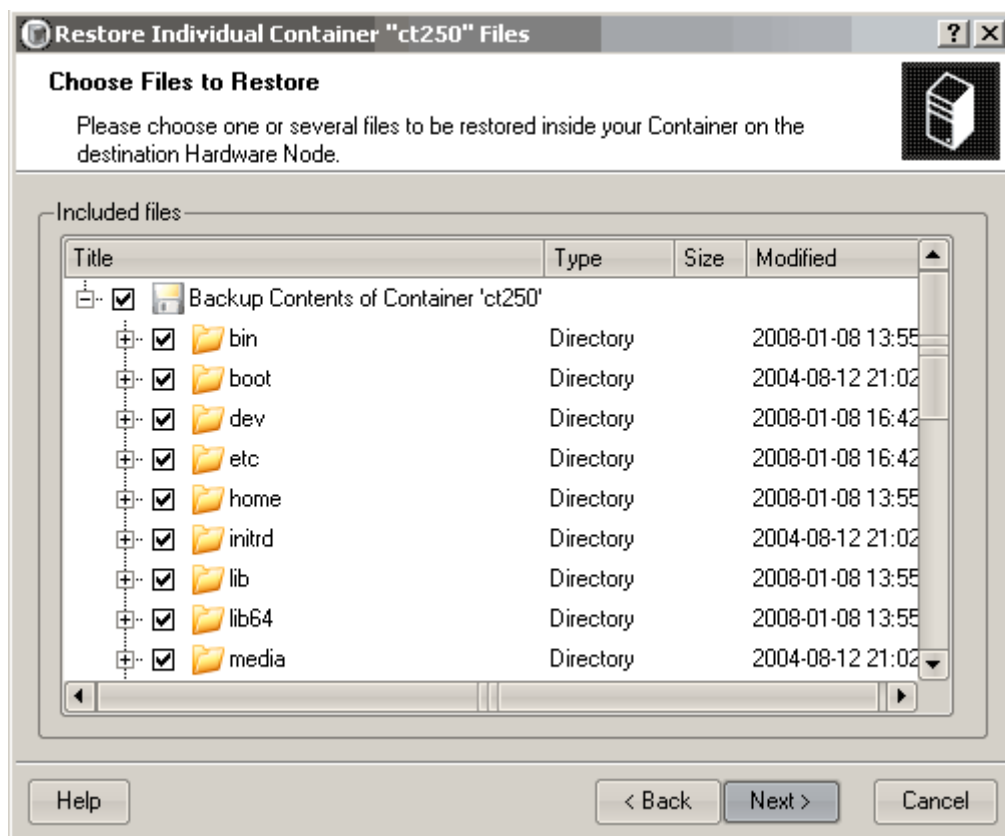 Restore Individual Container "ct250" Files
Choose Files to Restore
Please choose one or several files to be restored inside your Container on the
destination Hardware Node.
Included files
Title Type Size Modified
Backup Contents of Container 'ct250'
bin Directory 2008-01-08 13:55
boot Directory 2004-08-12 21:02
dev Directory 2008-01-08 16:42
etc Directory 2008-01-08 16:42
home Directory 2008-01-08 13:55
initrd Directory 2004-08-12 21:02
lib Directory 2008-01-08 13:55
lib64 Directory 2008-01-08 13:55
media Directory 2004-08-12 21:02
Help < Back Next > Cancel